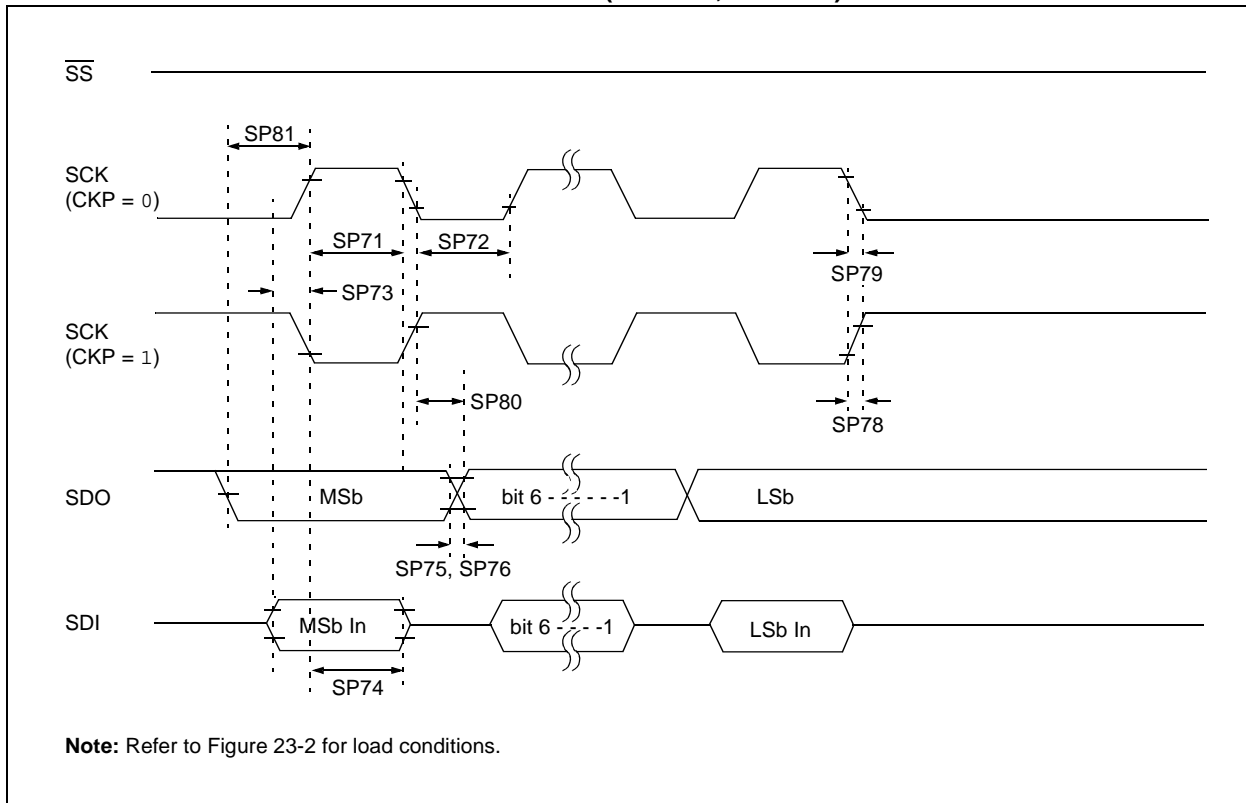 SS
SP81
SCK
(CKP = 0)
SP71
SP72
SP79
SP73
SCK
(CKP = 1)
SP80
SP78
SDO
MSb
bit 6 - - - - - -1
LSb
SP75, SP76
SDI
MSb In
bit 6 - - - -1
LSb In
SP74
Note: Refer to Figure 23-2 for load conditions.